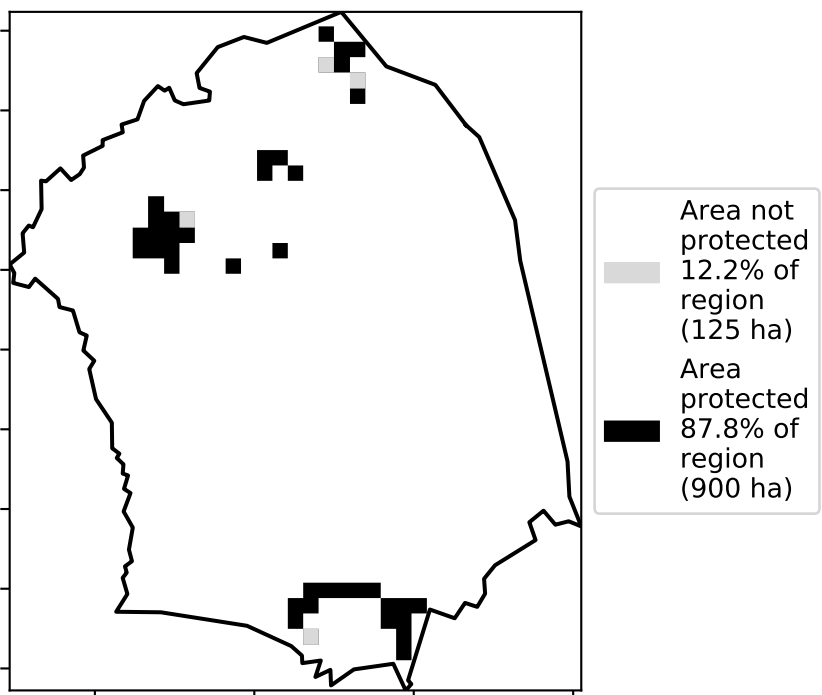 Area not
protected
12.2% of
region
(125 ha)
Area
protected
87.8% of
region
(900 ha)